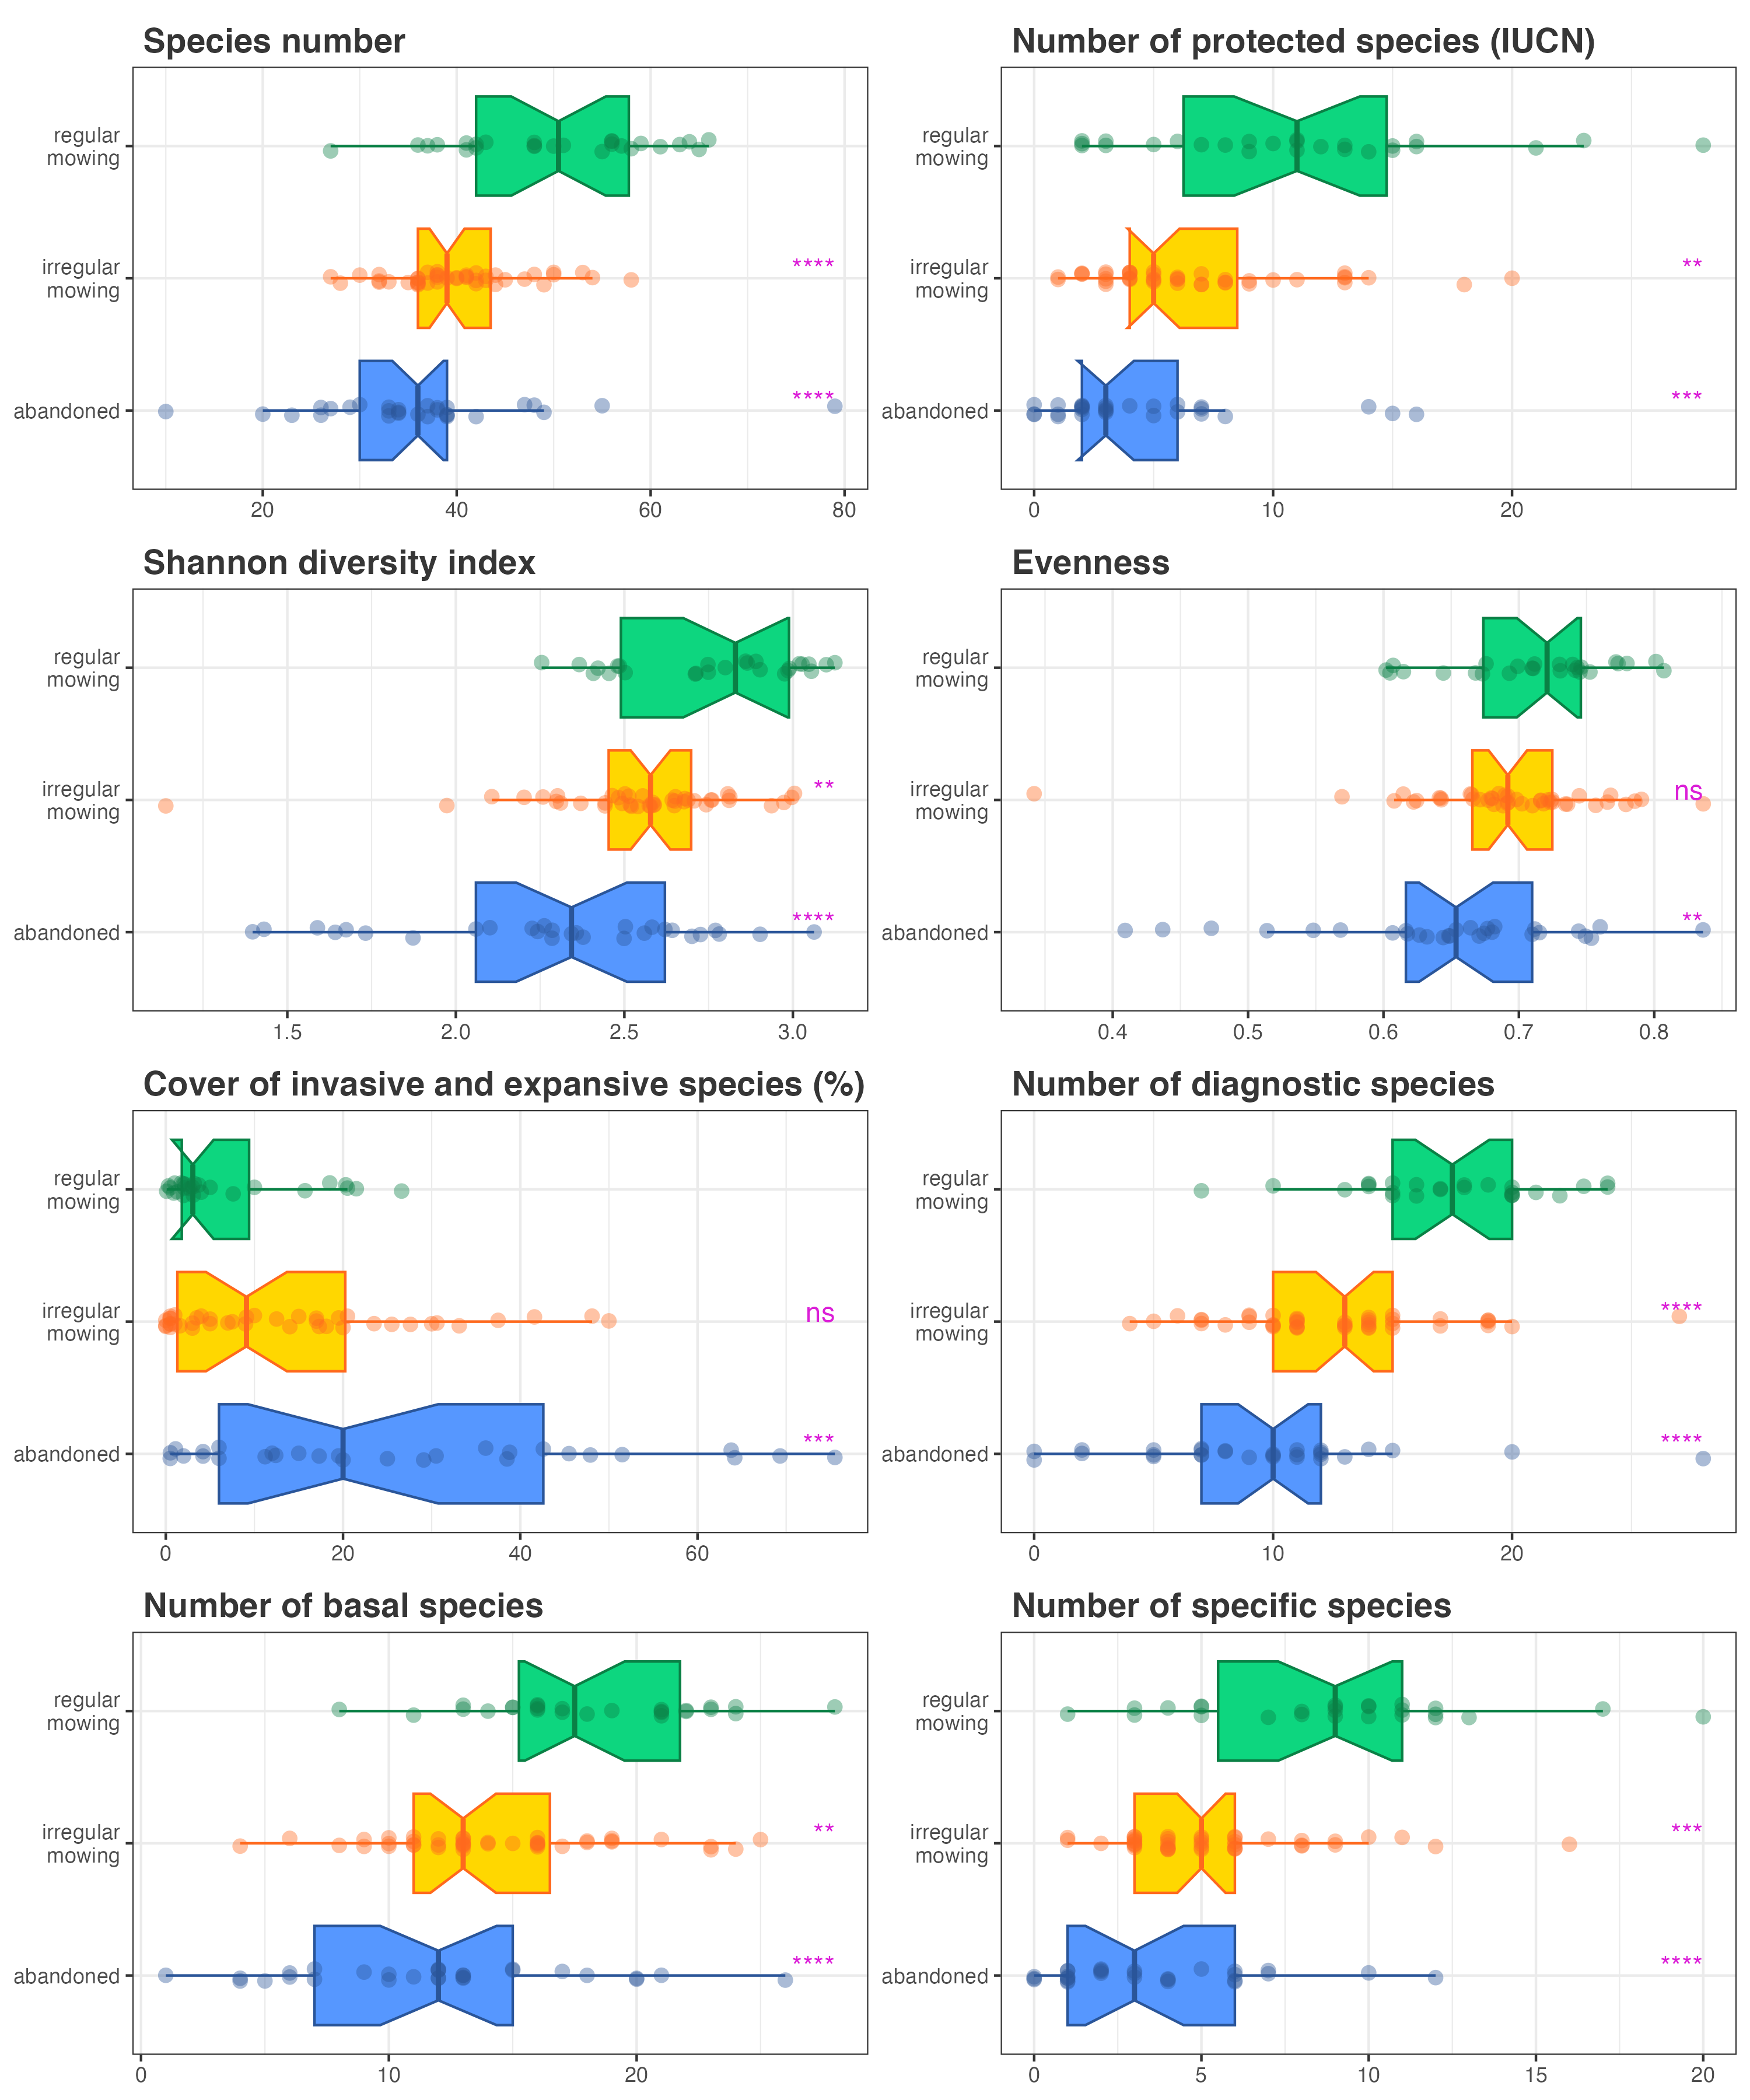 Species number
regular
mowing
irregular
mowing
****
abandoned
****
20 40 60 80
Number of protected species (IUCN)
regular
mowing
irregular
mowing
**
abandoned
***
0 10 20
Shannon diversity index
regular
mowing
irregular
mowing
**
abandoned
****
1.5 2.0 2.5 3.0
Evenness
regular
mowing
irregular
mowing
ns
abandoned
**
0.4 0.5 0.6 0.7 0.8
Cover of invasive and expansive species (%)
regular
mowing
irregular
mowing
ns
abandoned
***
0 20 40 60
Number of diagnostic species
regular
mowing
irregular
mowing
****
abandoned
****
0 10 20
Number of basal species
regular
mowing
irregular
mowing
**
abandoned
****
0 10 20
Number of specific species
regular
mowing
irregular
mowing
***
abandoned
****
0 5 10 15 20